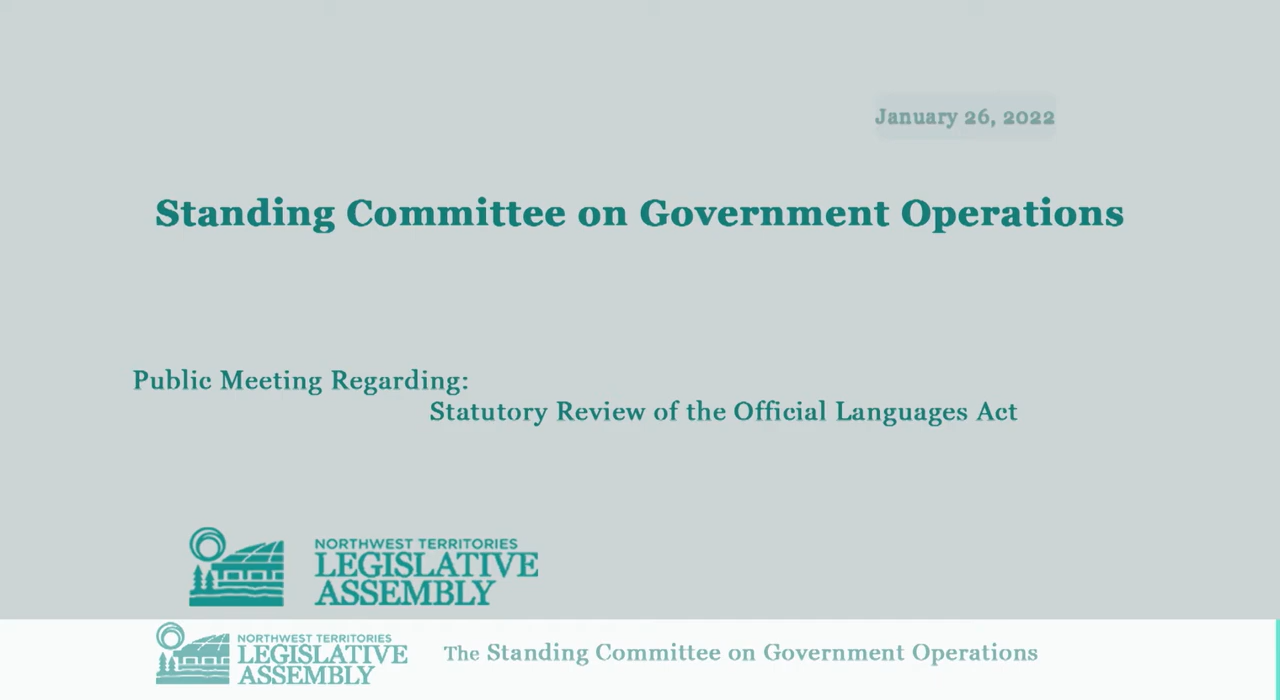 January 26, 2022
Standing Committee on Government Operations
Public Meeting Regarding:
Statutory Review of the Official Languages Act
NORTHWEST TERRITORIES
LEGISLATIVE
ASSEMBLY
NORTHWEST TERRITORIES
LEGISLATIVE
ASSEMBLY
The Standing Committee on Government Operations